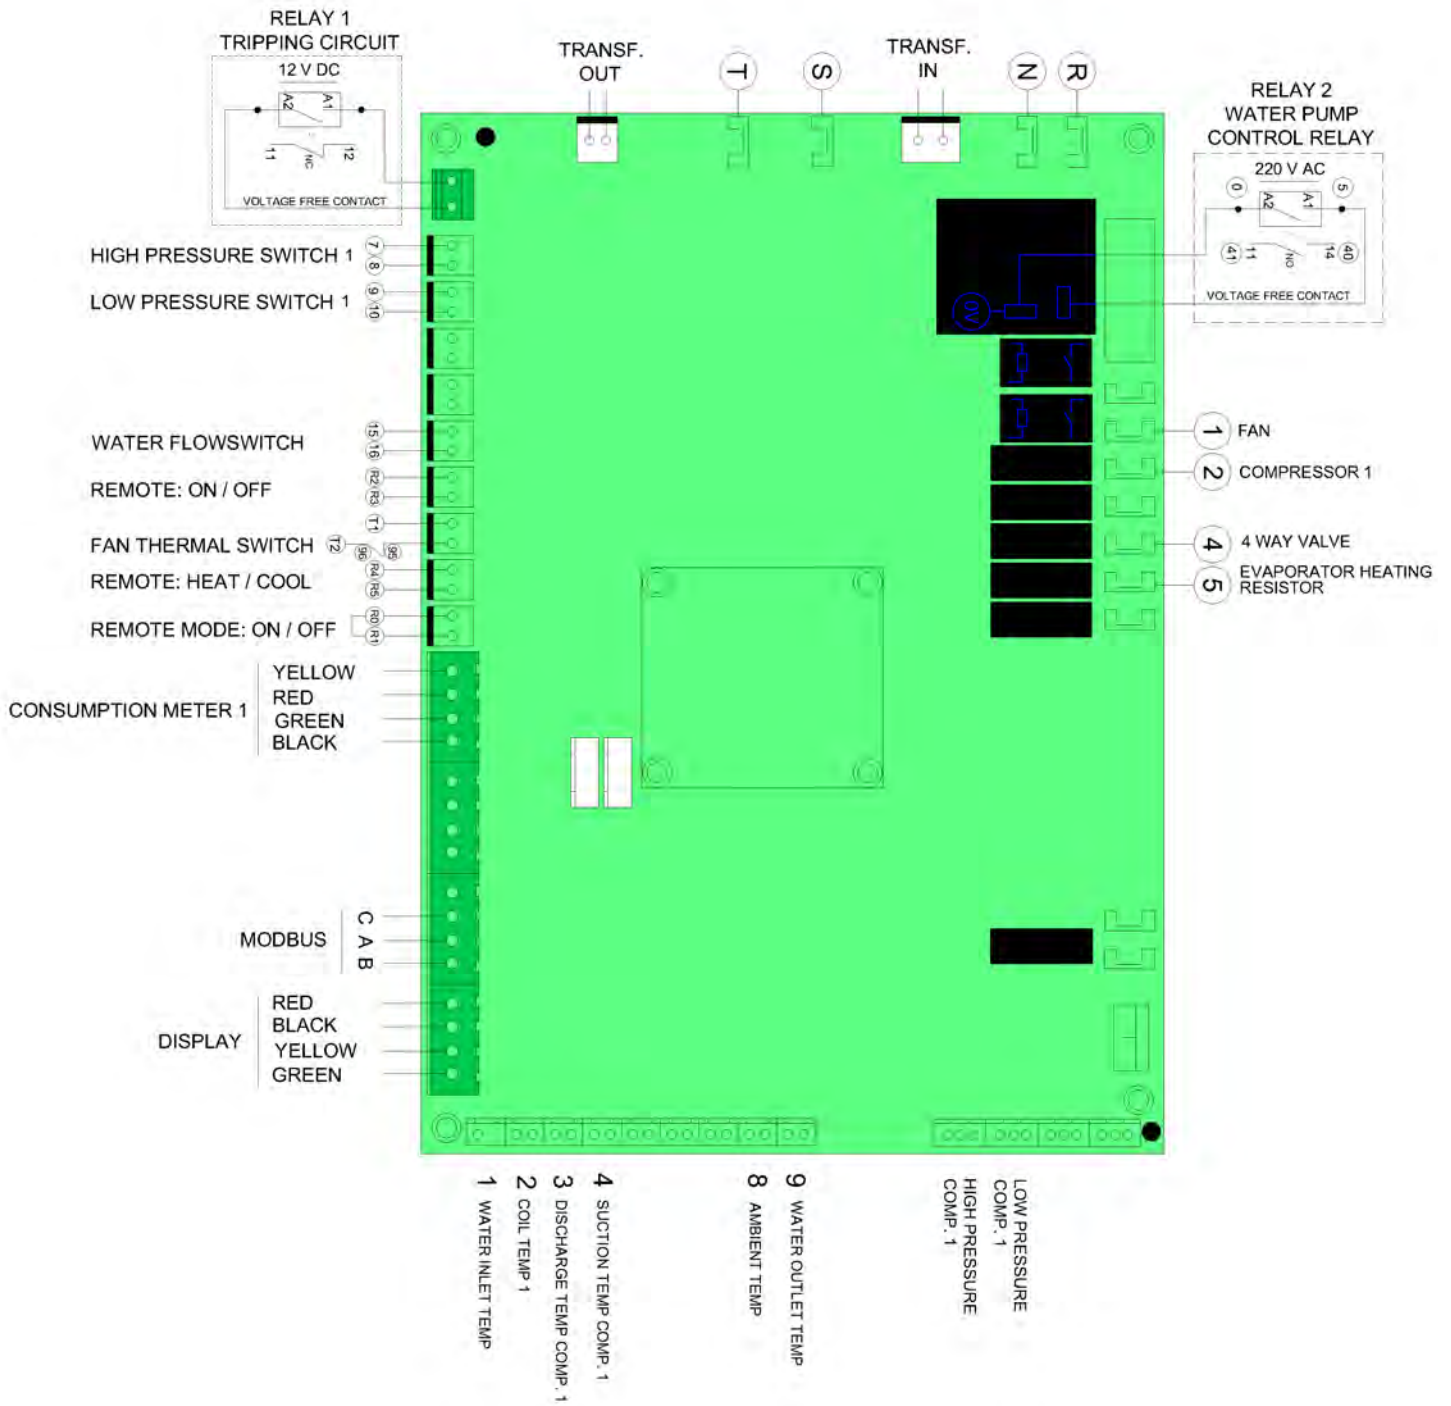 RELAY 1
TRIPPING CIRCUIT
12 V DC
A2
A1
11
NC
12
VOLTAGE FREE CONTACT
TRANSF.
OUT
T
S
TRANSF.
IN
N
R
RELAY 2
WATER PUMP
CONTROL RELAY
220 V AC
0
A2
A1
5
41
11
NO
14
40
VOLTAGE FREE CONTACT
0V
HIGH PRESSURE SWITCH 1
7
8
LOW PRESSURE SWITCH 1
9
10
WATER FLOWSWITCH
15
16
REMOTE: ON / OFF
R2
R3
FAN THERMAL SWITCH
T1
T2
96
95
REMOTE: HEAT / COOL
R4
R5
REMOTE MODE: ON / OFF
R0
R1
1 FAN
2 COMPRESSOR 1
4 4 WAY VALVE
5 EVAPORATOR HEATING
RESISTOR
CONSUMPTION METER 1
YELLOW
RED
GREEN
BLACK
MODBUS
C
A
B
DISPLAY
RED
BLACK
YELLOW
GREEN
1 WATER INLET TEMP
2 COIL TEMP 1
3 DISCHARGE TEMP COMP. 1
4 SUCTION TEMP COMP. 1
8 AMBIENT TEMP
9 WATER OUTLET TEMP
HIGH PRESSURE
COMP. 1
LOW PRESSURE
COMP. 1